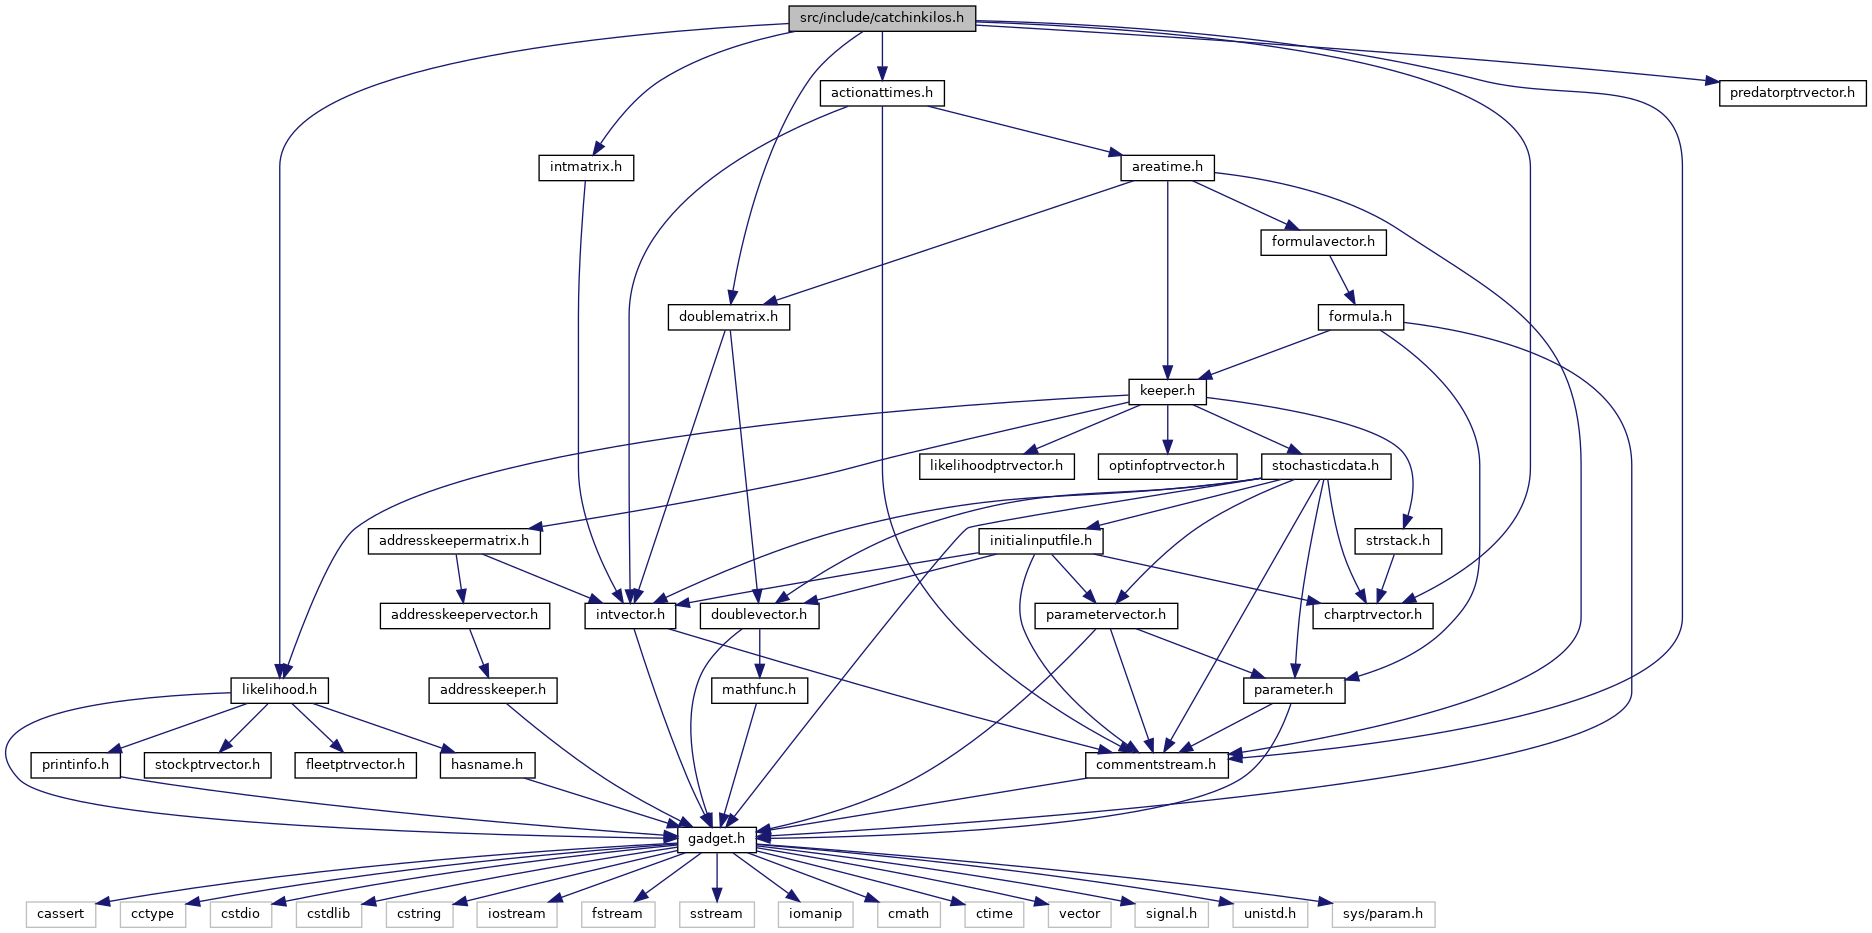 src/include/catchinkilos.h
actionattimes.h
predatorptrvector.h
intmatrix.h
areatime.h
formulavector.h
doublematrix.h
formula.h
keeper.h
likelihoodptrvector.h
optinfoptrvector.h
stochasticdata.h
addresskeepermatrix.h
initialinputfile.h
strstack.h
addresskeepervector.h
intvector.h
doublevector.h
parametervector.h
charptrvector.h
likelihood.h
addresskeeper.h
mathfunc.h
parameter.h
printinfo.h
stockptrvector.h
fleetptrvector.h
hasname.h
commentstream.h
gadget.h
cassert
cctype
cstdio
cstdlib
cstring
iostream
fstream
sstream
iomanip
cmath
ctime
vector
signal.h
unistd.h
sys/param.h